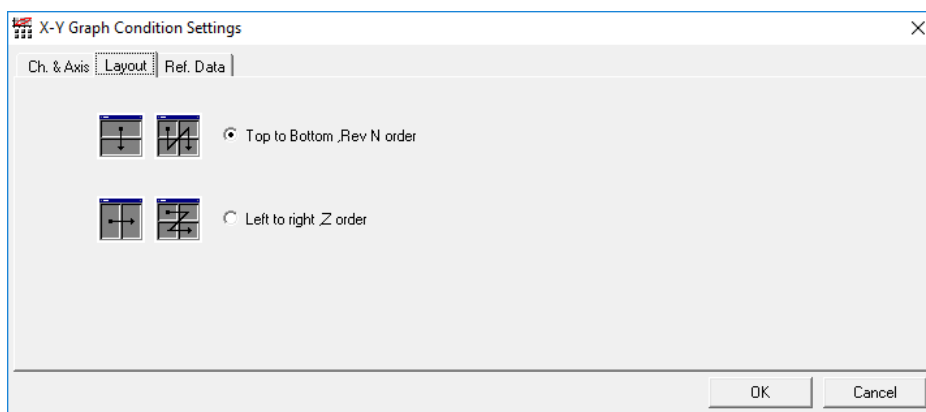 X-Y Graph Condition Settings
Ch. & Axis Layout Ref. Data
Top to Bottom ,Rev N order
Left to right ,Z order
OK Cancel